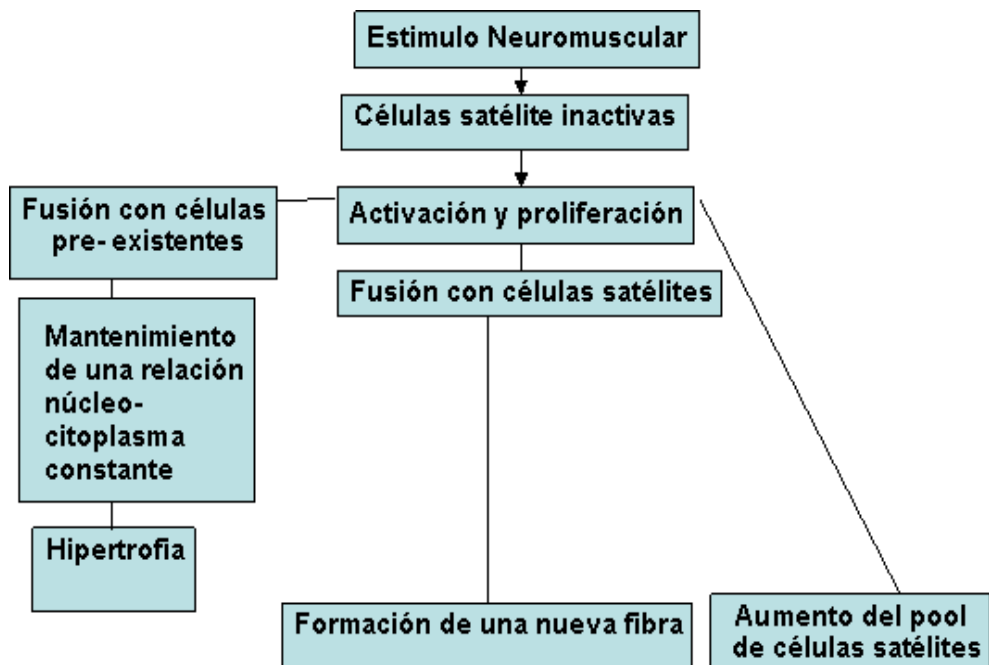 Estimulo Neuromuscular
Células satélite inactivas
Activación y proliferación
Fusión con células
pre- existentes
Fusión con células satélites
Mantenimiento
de una relación
núcleo-
citoplasma
constante
Hipertrofia
Formación de una nueva fibra
Aumento del pool
de células satélites